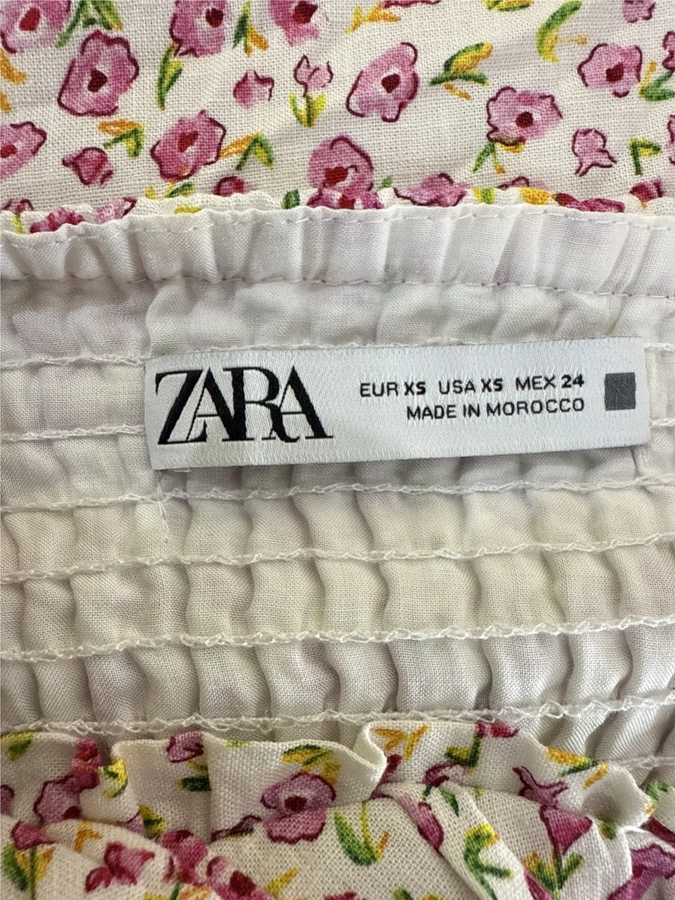 ZARA
EUR XS USA XS MEX 24
MADE IN MOROCCO